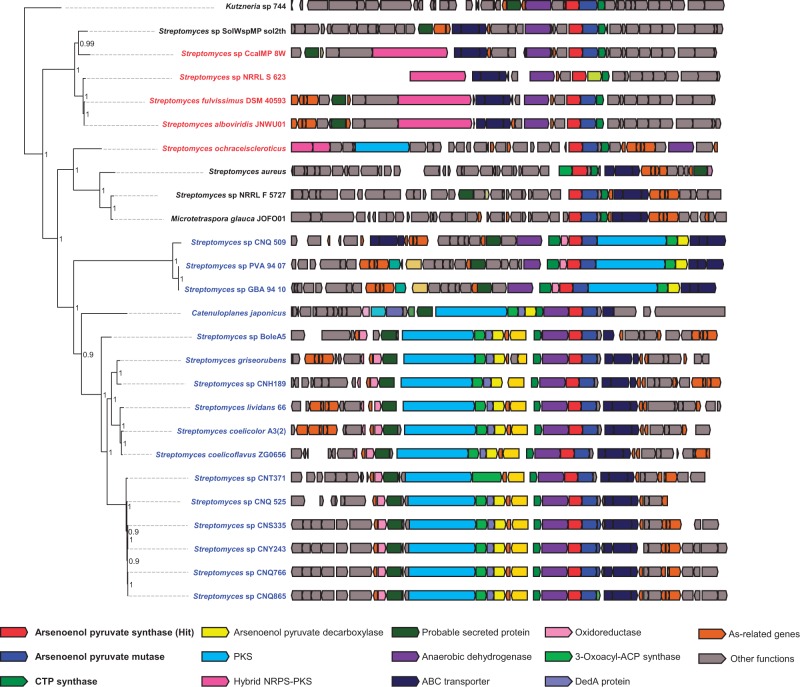 Kutzneria sp 744
Streptomyces sp SolWspMP sol2th
0.99
Streptomyces sp CcalMP 8W
1
Streptomyces sp NRRL S 623
1
Streptomyces fulvissimus DSM 40593
1
Streptomyces alboviridis JNWU01
1
Streptomyces ochraceiscleroticus
1
Streptomyces aureus
1
Streptomyces sp NRRL F 5727
1
Microtetraspora glauca JOFO01
1
Streptomyces sp CNQ 509
1
Streptomyces sp PVA 94 07
1
Streptomyces sp GBA 94 10
1
Catenuloplanes japonicus
Streptomyces sp BoleA5
0.9
Streptomyces griseorubens
1
Streptomyces sp CNH189
1
Streptomyces lividans 66
1
Streptomyces coelicolor A3(2)
1
Streptomyces coelicoflavus ZG0656
1
Streptomyces sp CNT371
Streptomyces sp CNQ 525
1
Streptomyces sp CNS335
0.9
1
Streptomyces sp CNY243
0.9
Streptomyces sp CNQ766
1
Streptomyces sp CNQ865
Arsenoenol pyruvate synthase (Hit)
Arsenoenol pyruvate decarboxylase
Probable secreted protein
Oxidoreductase
As-related genes
Arsenoenol pyruvate mutase
PKS
Anaerobic dehydrogenase
3-Oxoacyl-ACP synthase
Other functions
CTP synthase
Hybrid NRPS-PKS
ABC transporter
DedA protein